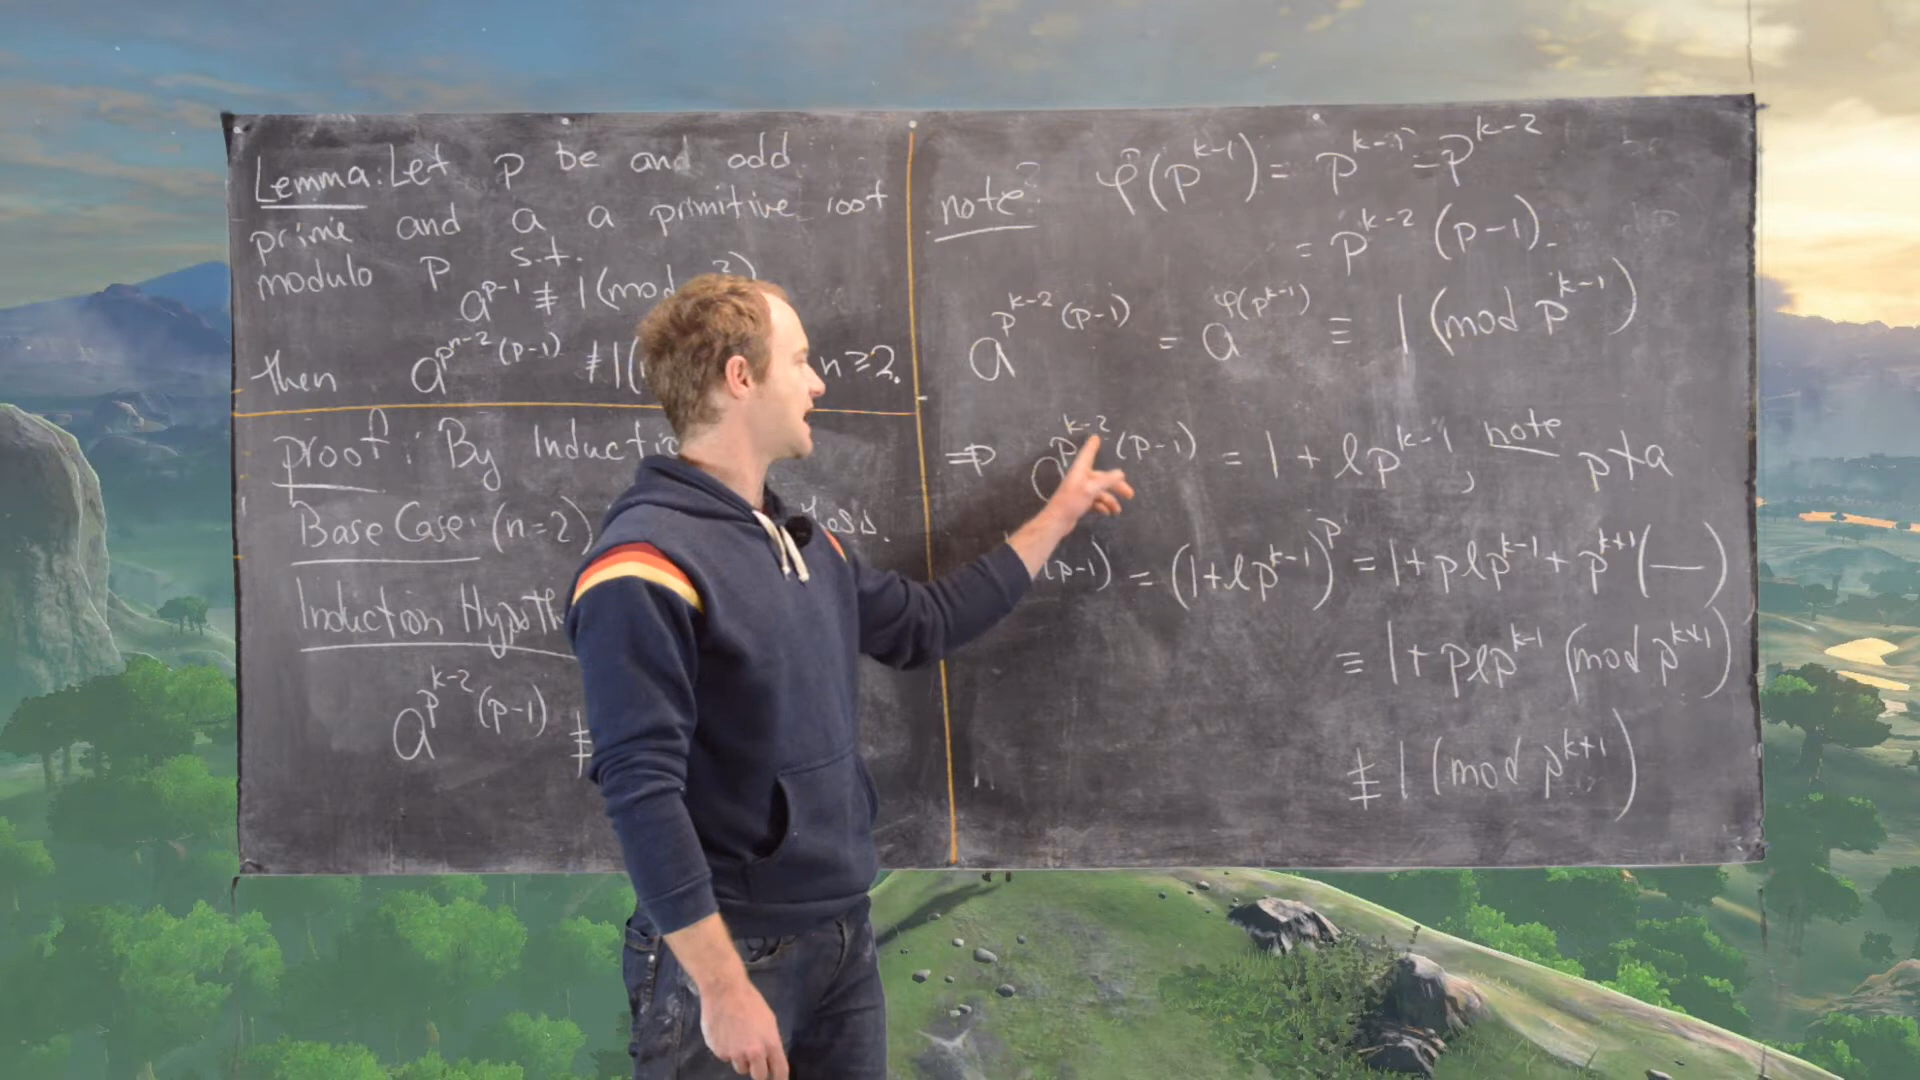 Lemma: Let p be and odd
prime and a a primitive root
modulo p s.t.
a^{p-1} ≢ 1 (mod
then a^{p^{n-2}(p-1)} ≢ 1 ( n ≥ 2.
proof: By Inductio
Base Case: (n=2)
Induction Hypoth
a^{p^{k-2}(p-1)} ≢
note: φ(p^{k-1}) = p^{k-1} - p^{k-2}
= p^{k-2}(p-1).
a^{p^{k-2}(p-1)} = a^{φ(p^{k-1})} ≡ 1 (mod p^{k-1})
⇒ a^{p^{k-2}(p-1)} = 1 + ℓp^{k-1}, note p∤a
(p-1) = (1+ℓp^{k-1})^p = 1+pℓp^{k-1} + p^{k+1}(—)
≡ 1+pℓp^{k-1} (mod p^{k+1})
≢ 1 (mod p^{k+1})